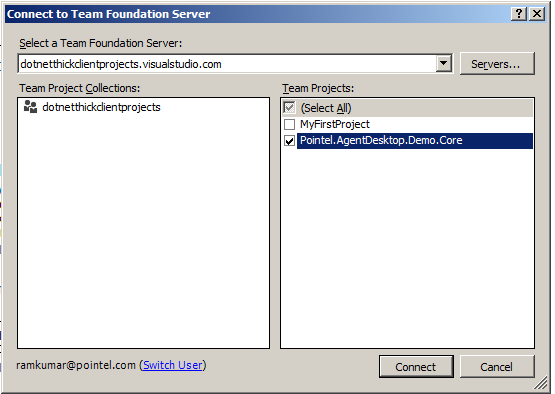 Connect to Team Foundation Server
Select a Team Foundation Server:
dotnetthickclientprojects.visualstudio.com
Servers...
Team Project Collections:
Team Projects:
dotnetthickclientprojects
(Select All)
MyFirstProject
Pointel.AgentDesktop.Demo.Core
ramkumar@pointel.com (Switch User)
Connect
Cancel